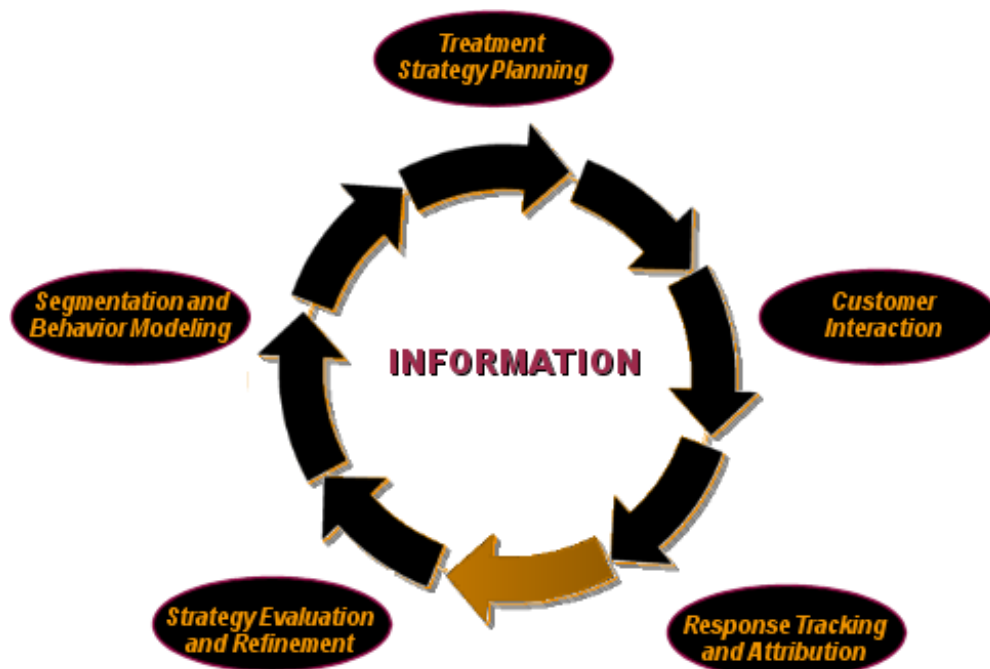 Treatment
Strategy Planning
Segmentation and
Behavior Modeling
Customer
Interaction
INFORMATION
Strategy Evaluation
and Refinement
Response Tracking
and Attribution